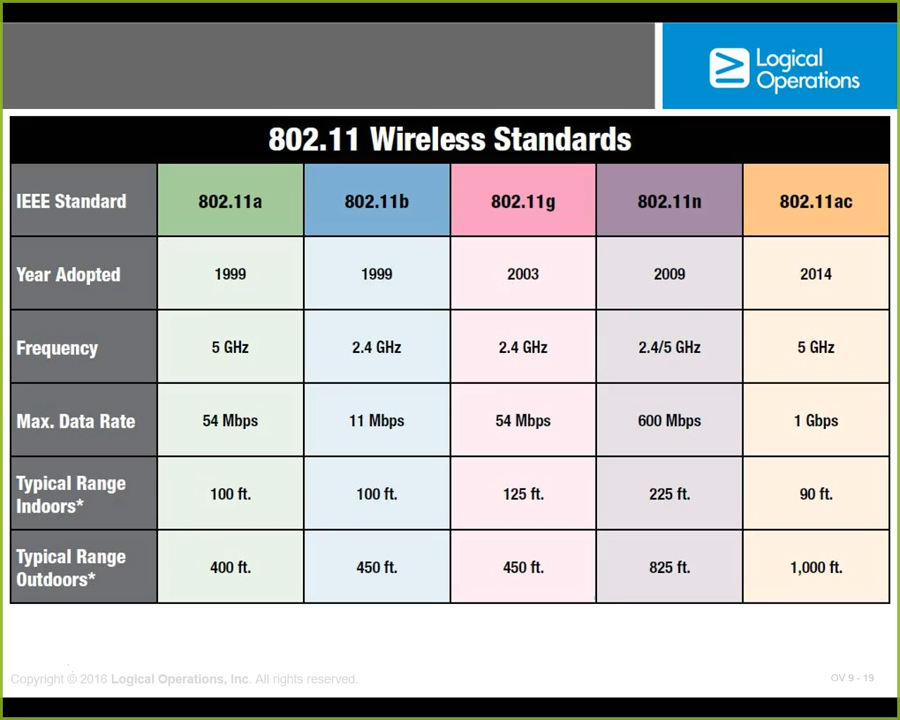 Logical
Operations
802.11 Wireless Standards
IEEE Standard 802.11a 802.11b 802.11g 802.11n 802.11ac
Year Adopted 1999 1999 2003 2009 2014
Frequency 5 GHz 2.4 GHz 2.4 GHz 2.4/5 GHz 5 GHz
Max. Data Rate 54 Mbps 11 Mbps 54 Mbps 600 Mbps 1 Gbps
Typical Range
Indoors* 100 ft. 100 ft. 125 ft. 225 ft. 90 ft.
Typical Range
Outdoors* 400 ft. 450 ft. 450 ft. 825 ft. 1,000 ft.
Copyright © 2016 Logical Operations, Inc. All rights reserved. OV 9 - 19